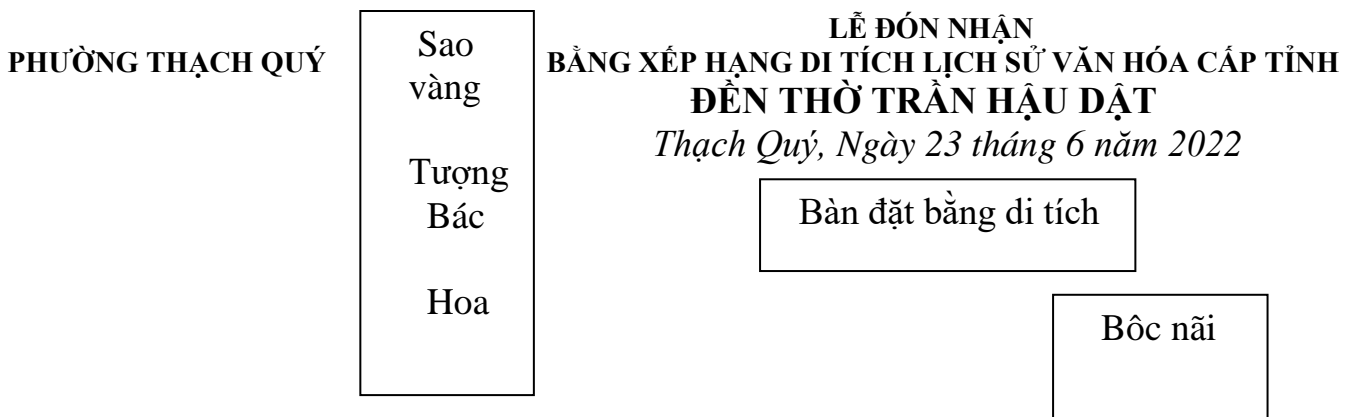 PHƯỜNG THẠCH QUÝ
Sao
vàng
Tượng
Bác
Hoa
LỄ ĐÓN NHẬN
BẰNG XẾP HẠNG DI TÍCH LỊCH SỬ VĂN HÓA CẤP TỈNH
ĐỀN THỜ TRẦN HẬU DẬT
Thạch Quý, Ngày 23 tháng 6 năm 2022
Bàn đặt bằng di tích
Bôc nãi